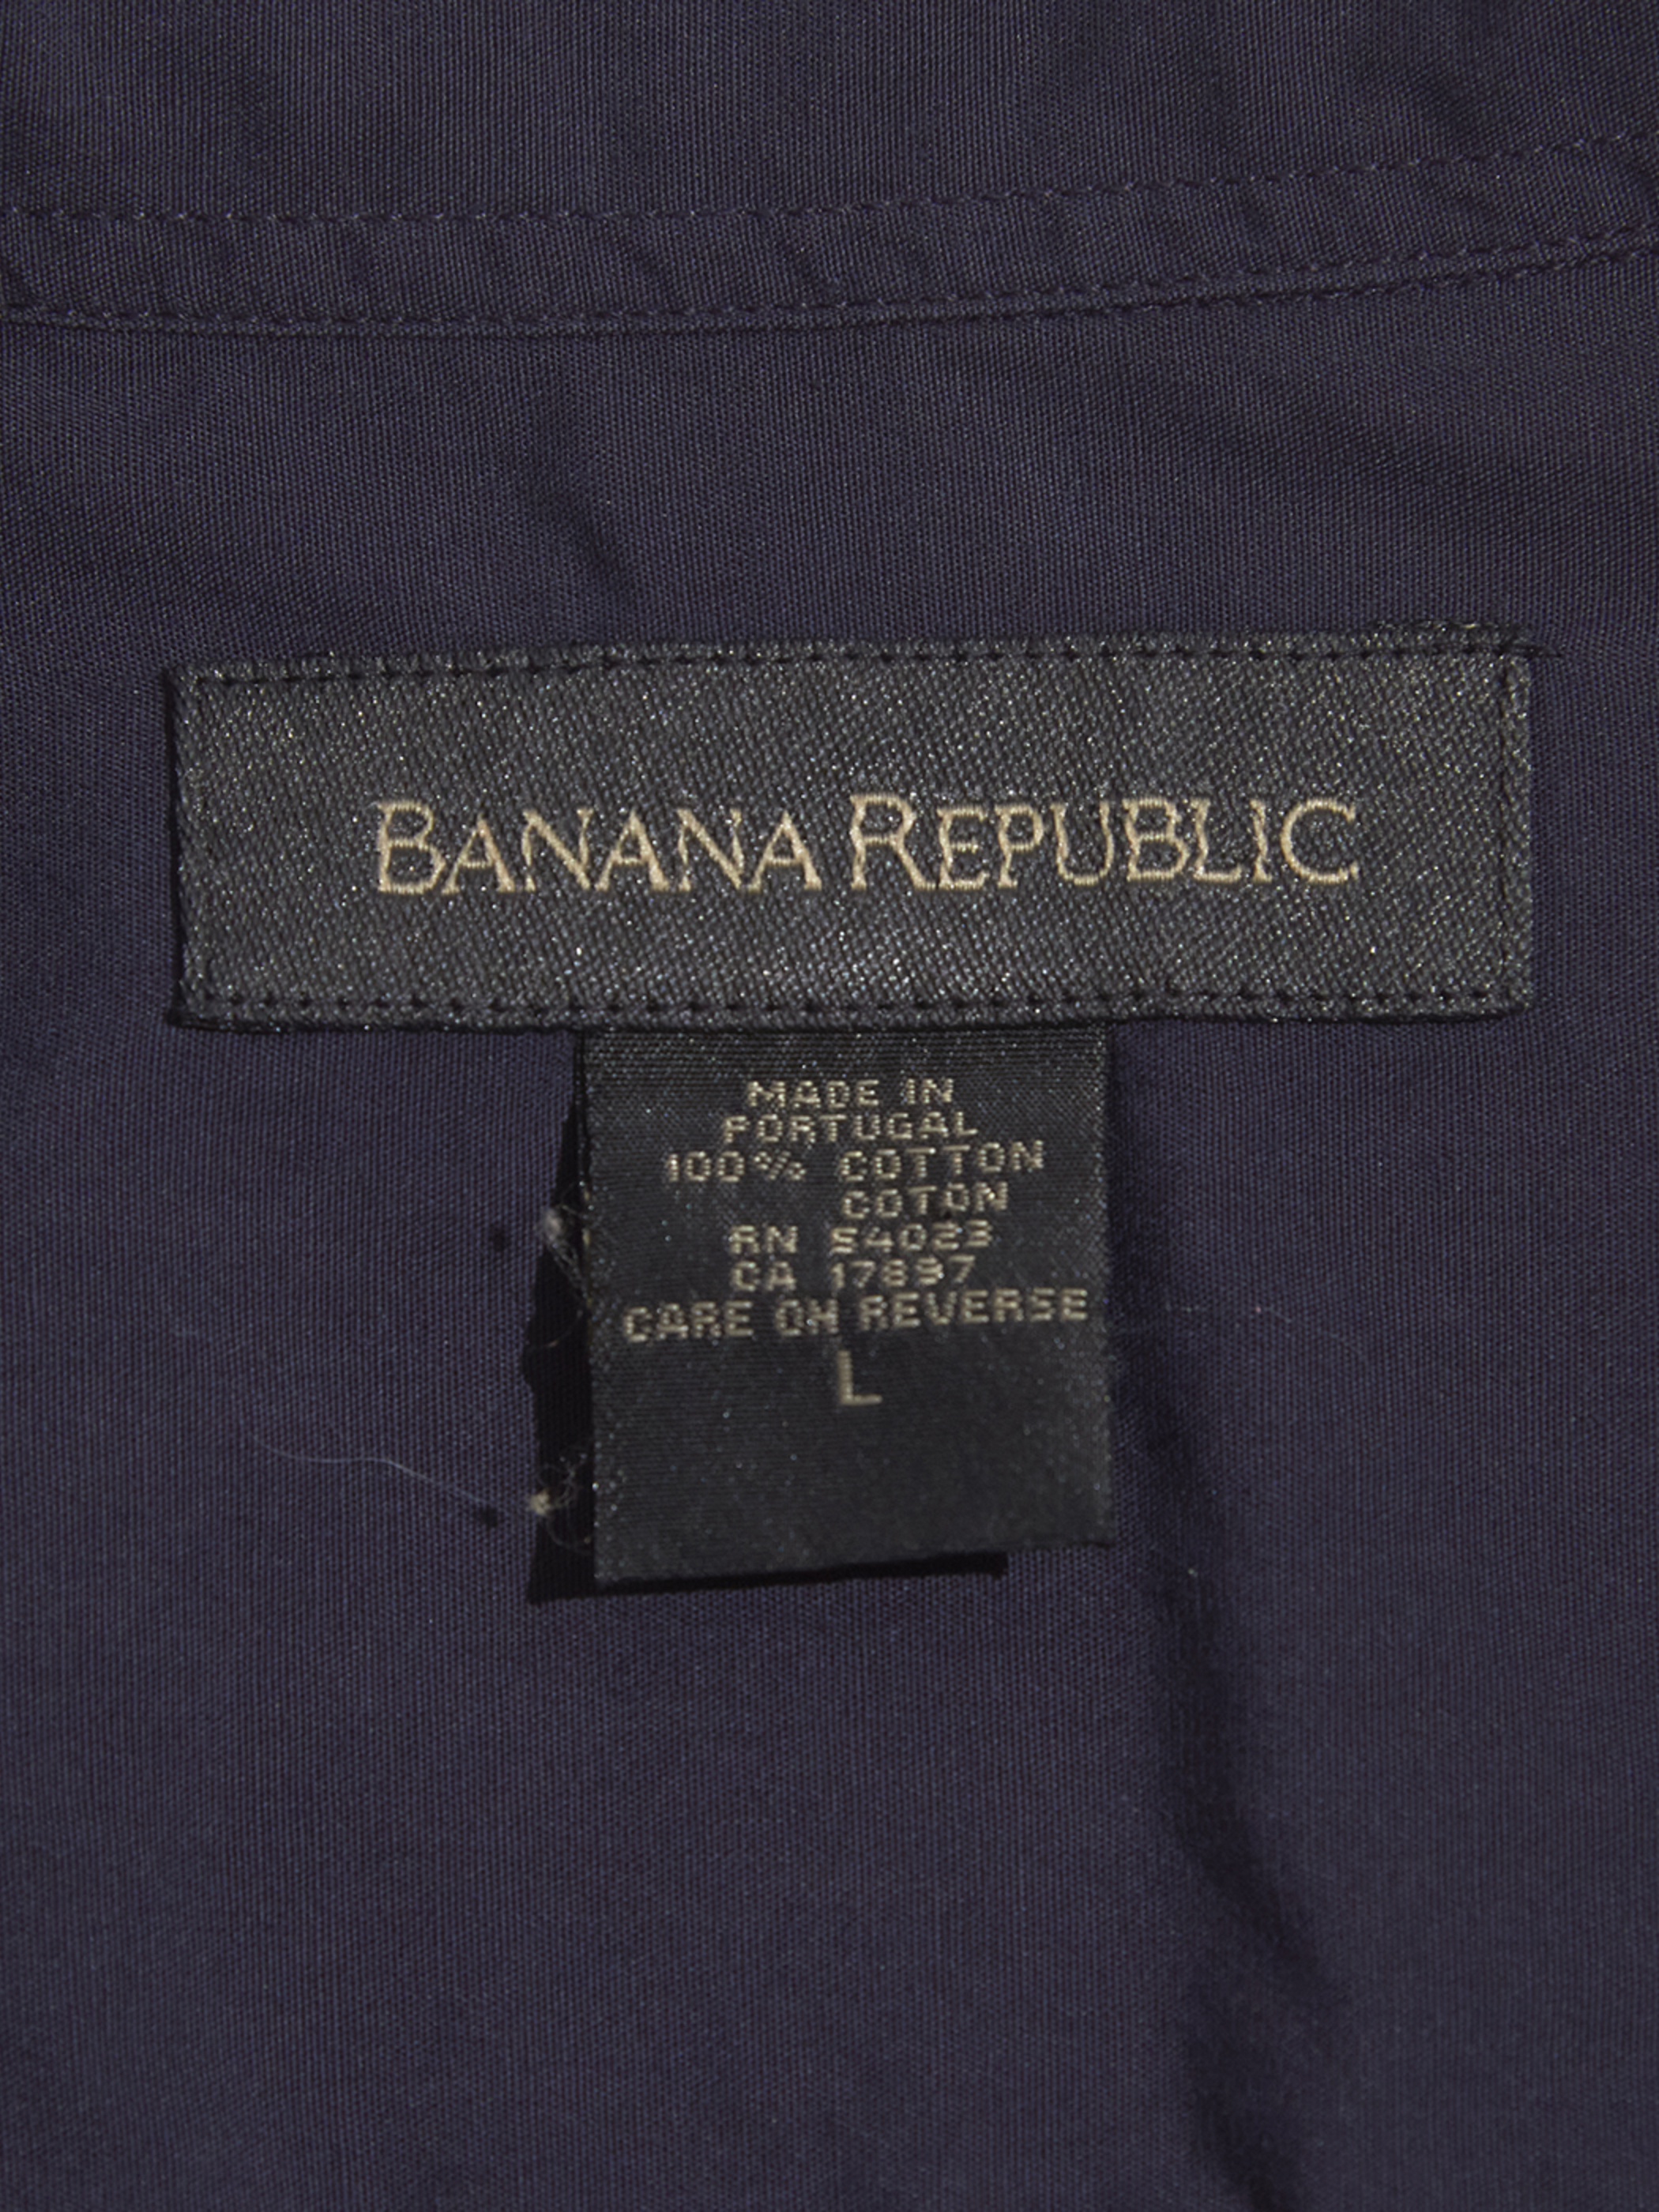 BANANA REPUBLIC
MADE IN
PORTUGAL
100% COTTON
COTON
RN 54023
CA 17897
CARE ON REVERSE
L